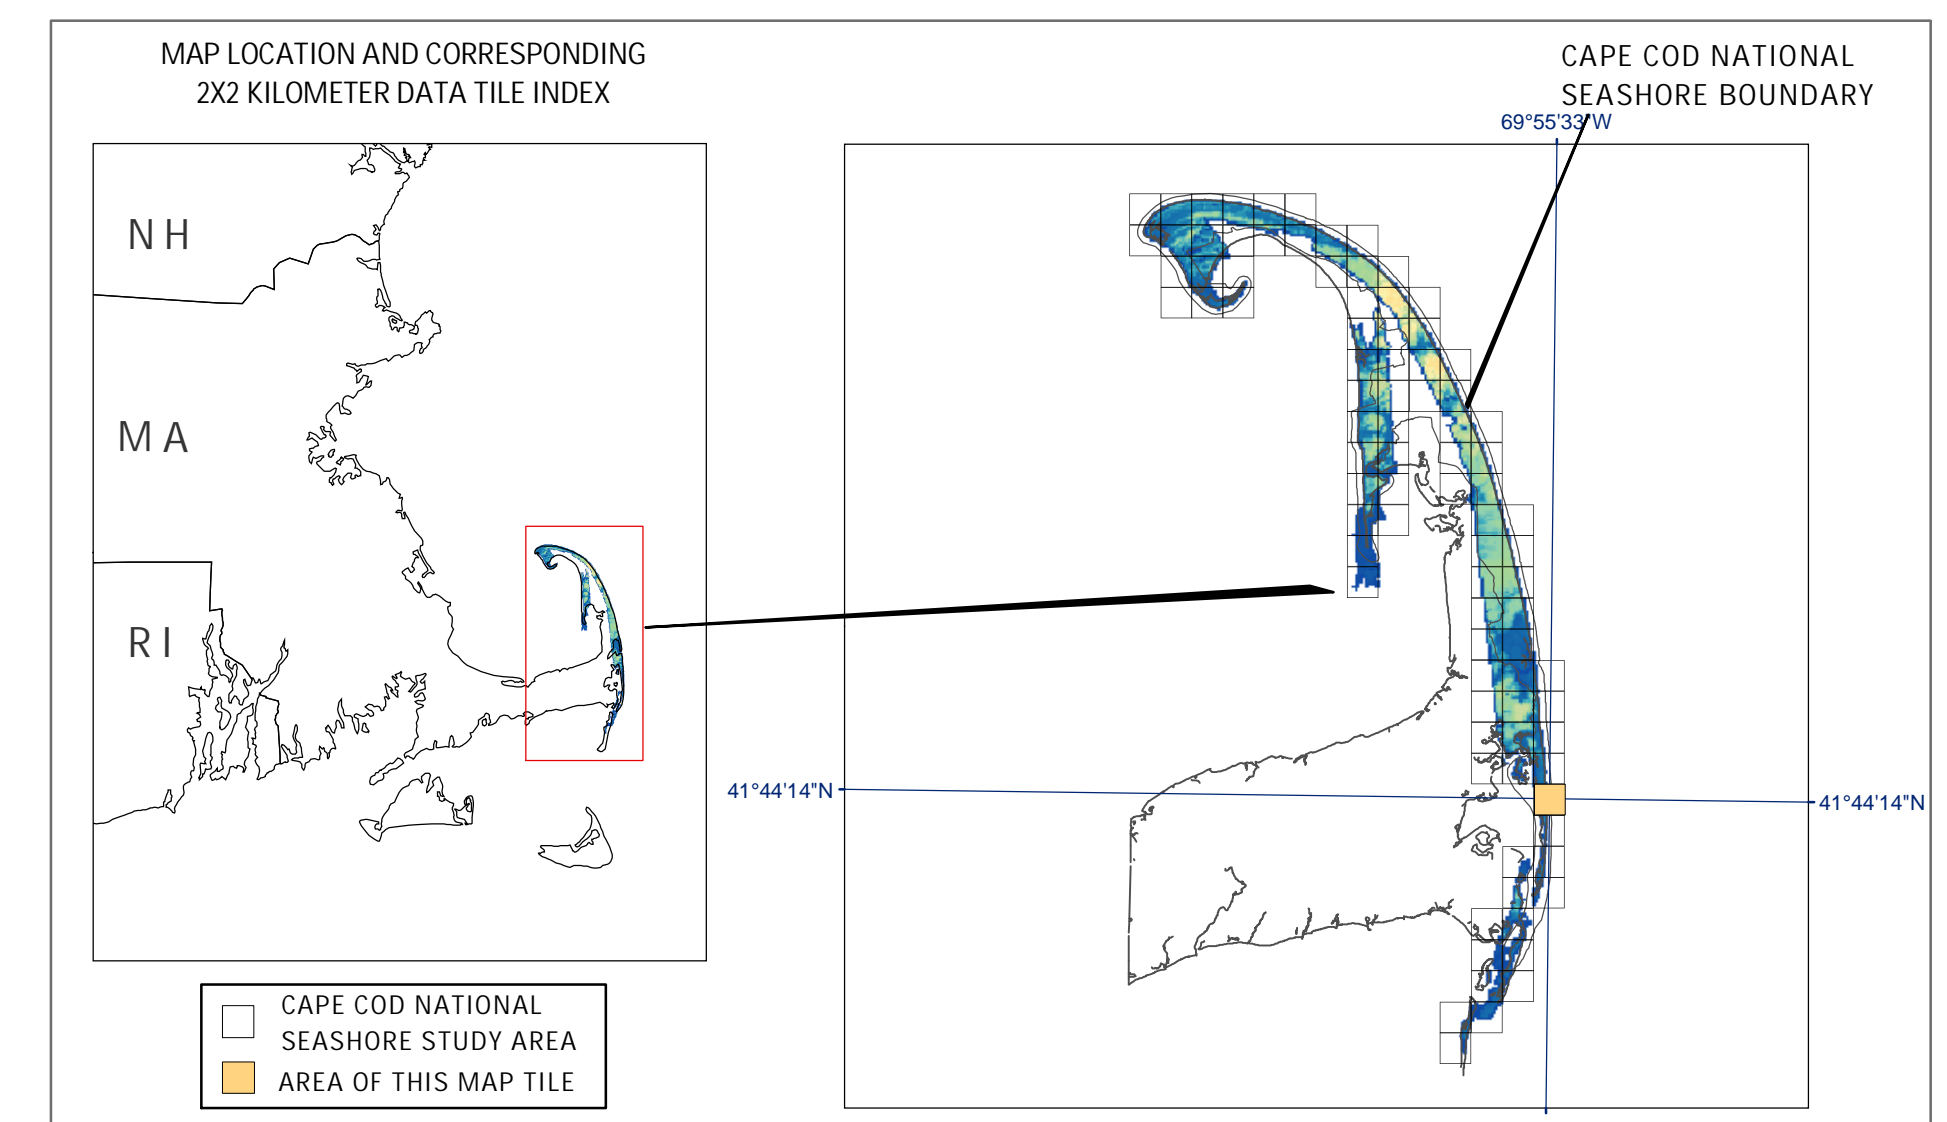 MAP LOCATION AND CORRESPONDING
2X2 KILOMETER DATA TILE INDEX
CAPE COD NATIONAL
SEASHORE BOUNDARY
69°55'33"W
NH
MA
RI
41°44'14"N
41°44'14"N
CAPE COD NATIONAL
SEASHORE STUDY AREA
AREA OF THIS MAP TILE